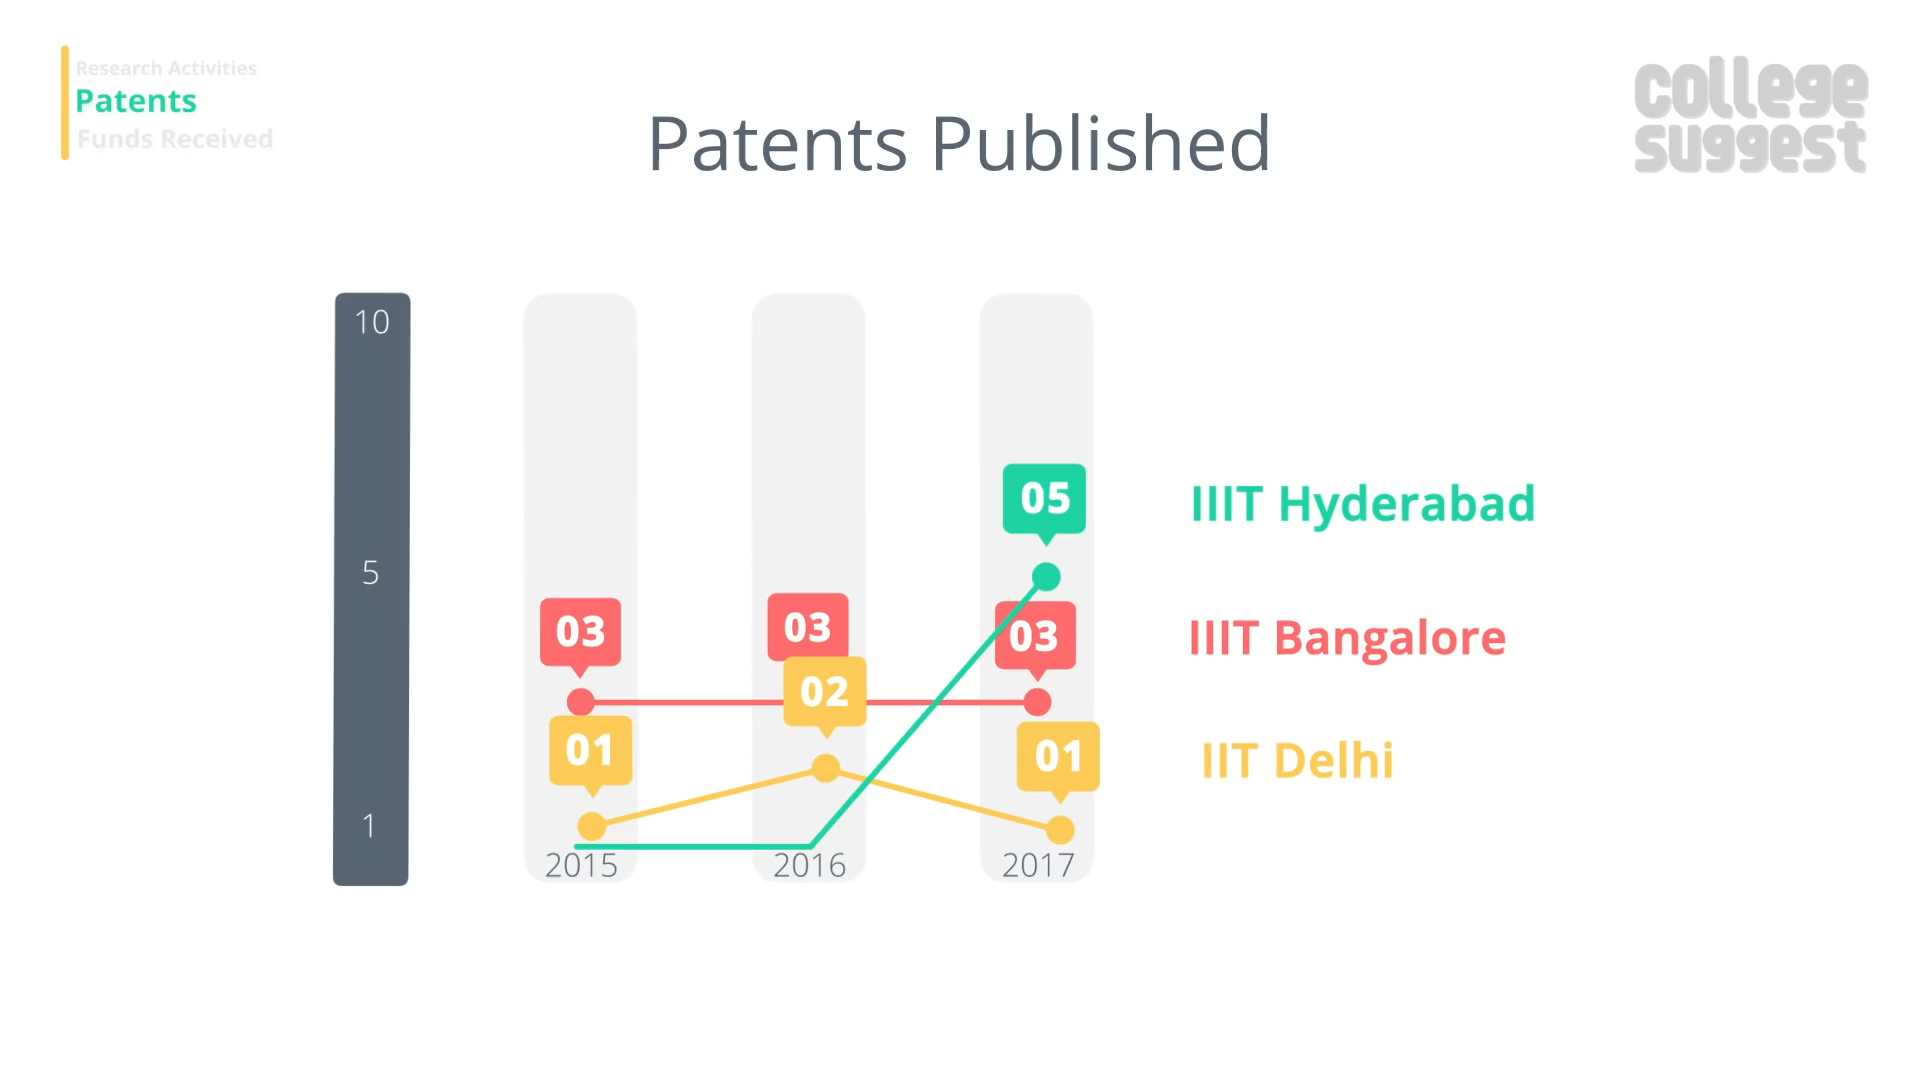 Research Activities
Patents
Funds Received
Patents Published
college
suggest
10
5
1
05
03
03
03
02
01
01
2015
2016
2017
IIIT Hyderabad
IIIT Bangalore
IIT Delhi